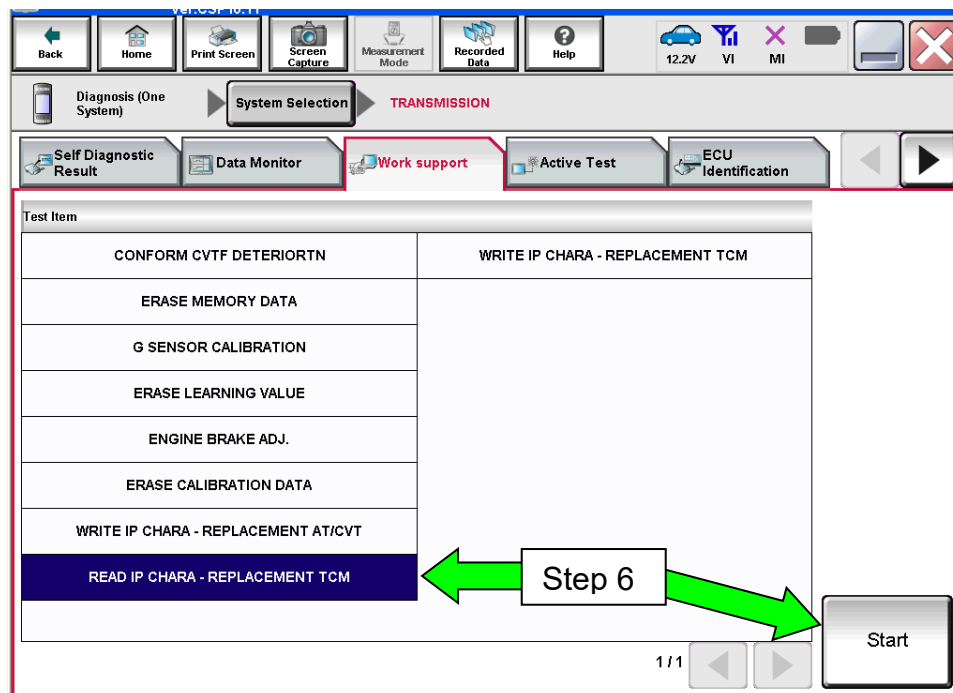 Ver.CSP16.11
Back
Home
Print Screen
Screen
Capture
Measurement
Mode
Recorded
Data
Help
12.2V
VI
MI
Diagnosis (One
System)
System Selection
TRANSMISSION
Self Diagnostic
Result
Data Monitor
Work support
Active Test
ECU
Identification
Test Item
CONFORM CVTF DETERIORTN
WRITE IP CHARA - REPLACEMENT TCM
ERASE MEMORY DATA
G SENSOR CALIBRATION
ERASE LEARNING VALUE
ENGINE BRAKE ADJ.
ERASE CALIBRATION DATA
WRITE IP CHARA - REPLACEMENT AT/CVT
READ IP CHARA - REPLACEMENT TCM
Step 6
Start
1/1